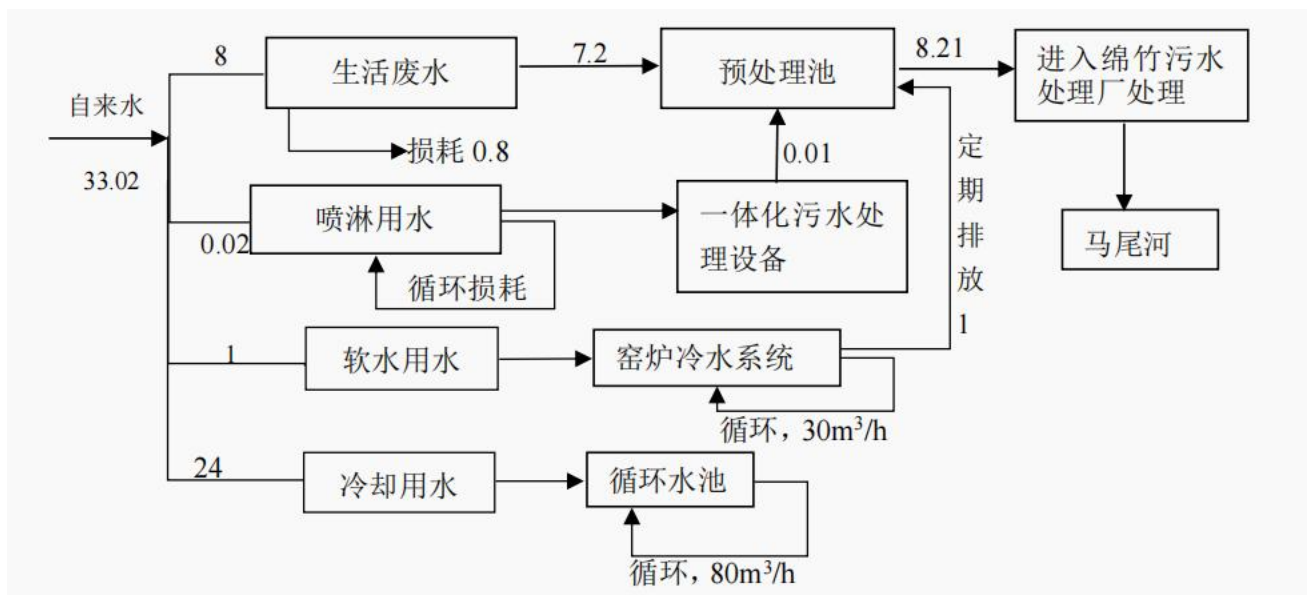 自来水
33.02
8
生活废水
7.2
预处理池
8.21
进入绵竹污水
处理厂处理
损耗 0.8
0.01
定
期
排
放
1
0.02
喷淋用水
一体化污水处
理设备
马尾河
循环损耗
1
软水用水
窑炉冷水系统
循环，30m³/h
24
冷却用水
循环水池
循环，80m³/h